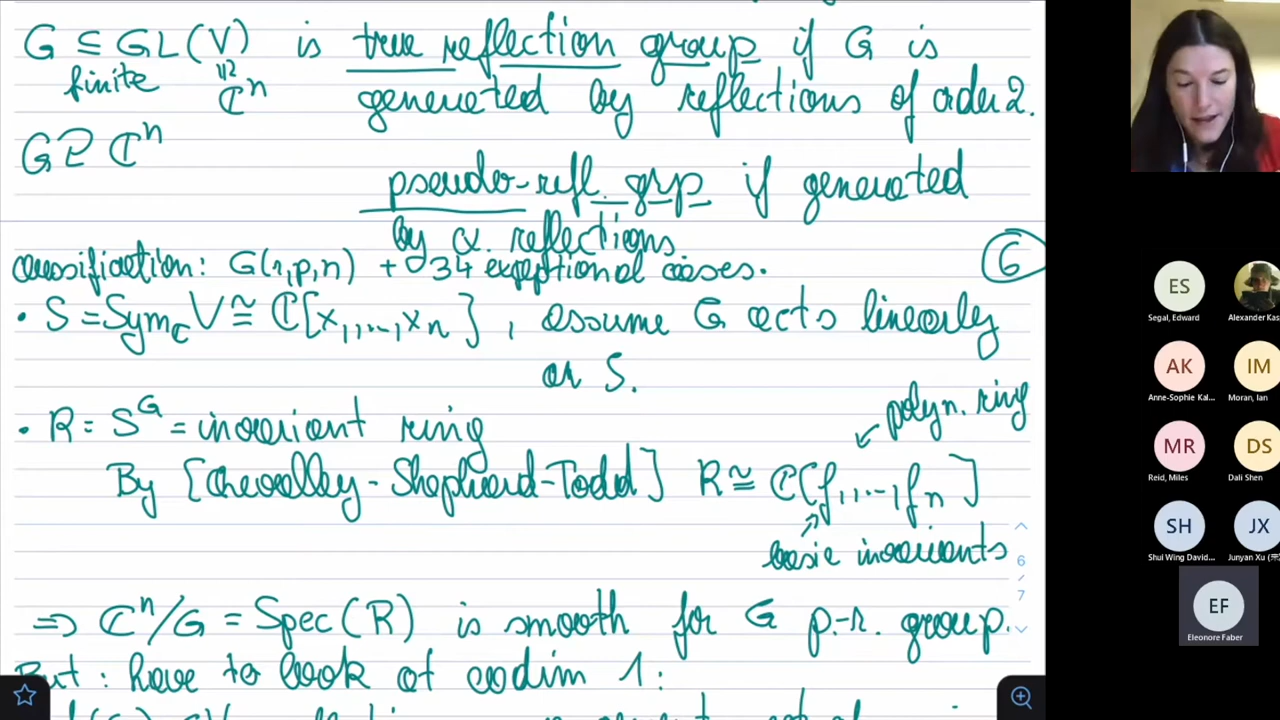 G ⊆ GL(V) is true reflection group if G is
finite ≅ ℂⁿ generated by reflections of order 2.
G ⊋ ℂⁿ
pseudo-refl. grp if generated
by cx. reflections
classification: G(r,p,n) + 34 exceptional cases.
6
• S = Sym_ℂ V ≅ ℂ[x₁,...,xₙ], assume G acts linearly
on S.
polyn. ring
• R = S^G = invariant ring
By [Chevalley-Shephard-Todd] R ≅ ℂ[f₁,...,fₙ]
basic invariants
⇒ ℂⁿ/G = Spec(R) is smooth for G p.-r. group.
But: have to look at codim 1:
6
7
ES
Segal, Edward
Alexander Kas...
AK
Anne-Sophie Kal...
IM
Moran, Ian
MR
Reid, Miles
DS
Dali Shen
SH
Shui Wing David...
JX
Junyan Xu
EF
Eleonore Faber